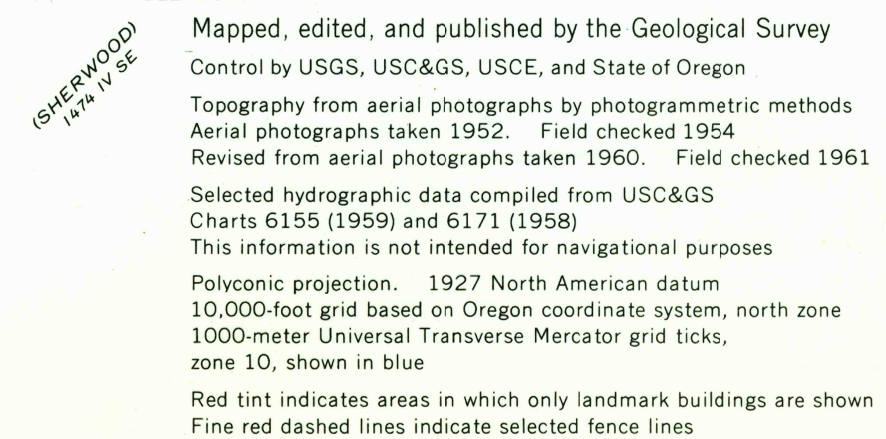 (SHERWOOD)
1474 IV SE
Mapped, edited, and published by the Geological Survey
Control by USGS, USC&GS, USCE, and State of Oregon
Topography from aerial photographs by photogrammetric methods
Aerial photographs taken 1952. Field checked 1954
Revised from aerial photographs taken 1960. Field checked 1961
Selected hydrographic data compiled from USC&GS
Charts 6155 (1959) and 6171 (1958)
This information is not intended for navigational purposes
Polyconic projection. 1927 North American datum
10,000-foot grid based on Oregon coordinate system, north zone
1000-meter Universal Transverse Mercator grid ticks,
zone 10, shown in blue
Red tint indicates areas in which only landmark buildings are shown
Fine red dashed lines indicate selected fence lines